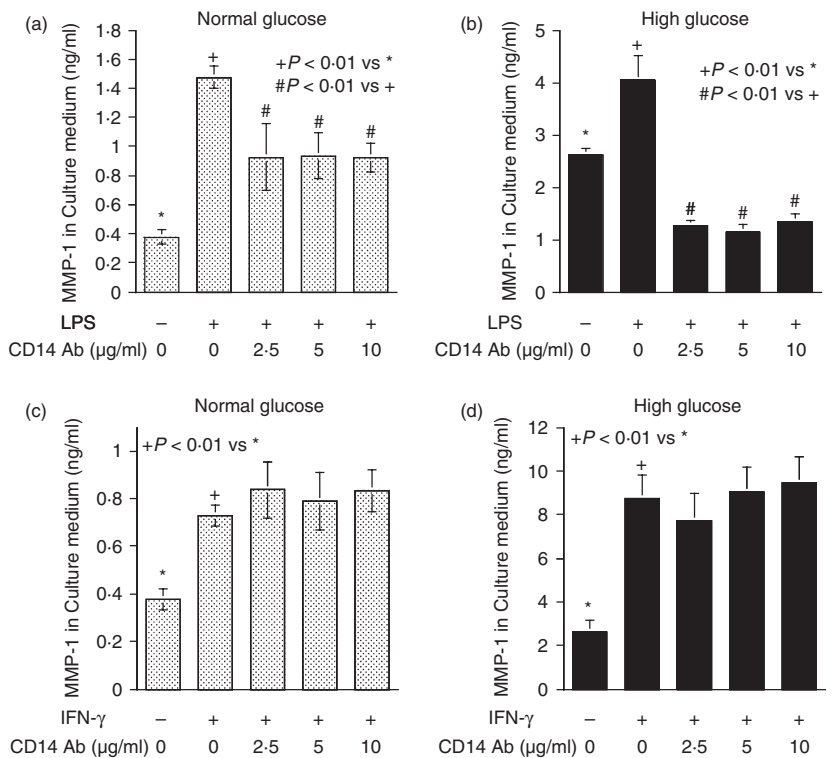 (a)
Normal glucose
MMP-1 in Culture medium (ng/ml)
1·8
1·6
1·4
1·2
1
0·8
0·6
0·4
0·2
0
+P < 0·01 vs *
#P < 0·01 vs +
*
+
#
#
#
LPS – + + + +
CD14 Ab (µg/ml) 0 0 2·5 5 10
(b)
High glucose
MMP-1 in Culture medium (ng/ml)
5
4
3
2
1
0
+P < 0·01 vs *
#P < 0·01 vs +
*
+
#
#
#
LPS – + + + +
CD14 Ab (µg/ml) 0 0 2·5 5 10
(c)
Normal glucose
MMP-1 in Culture medium (ng/ml)
1
0·8
0·6
0·4
0·2
0
+P < 0·01 vs *
*
+
IFN-γ – + + + +
CD14 Ab (µg/ml) 0 0 2·5 5 10
(d)
High glucose
MMP-1 in Culture medium (ng/ml)
12
10
8
6
4
2
0
+P < 0·01 vs *
*
+
IFN-γ – + + + +
CD14 Ab (µg/ml) 0 0 2·5 5 10